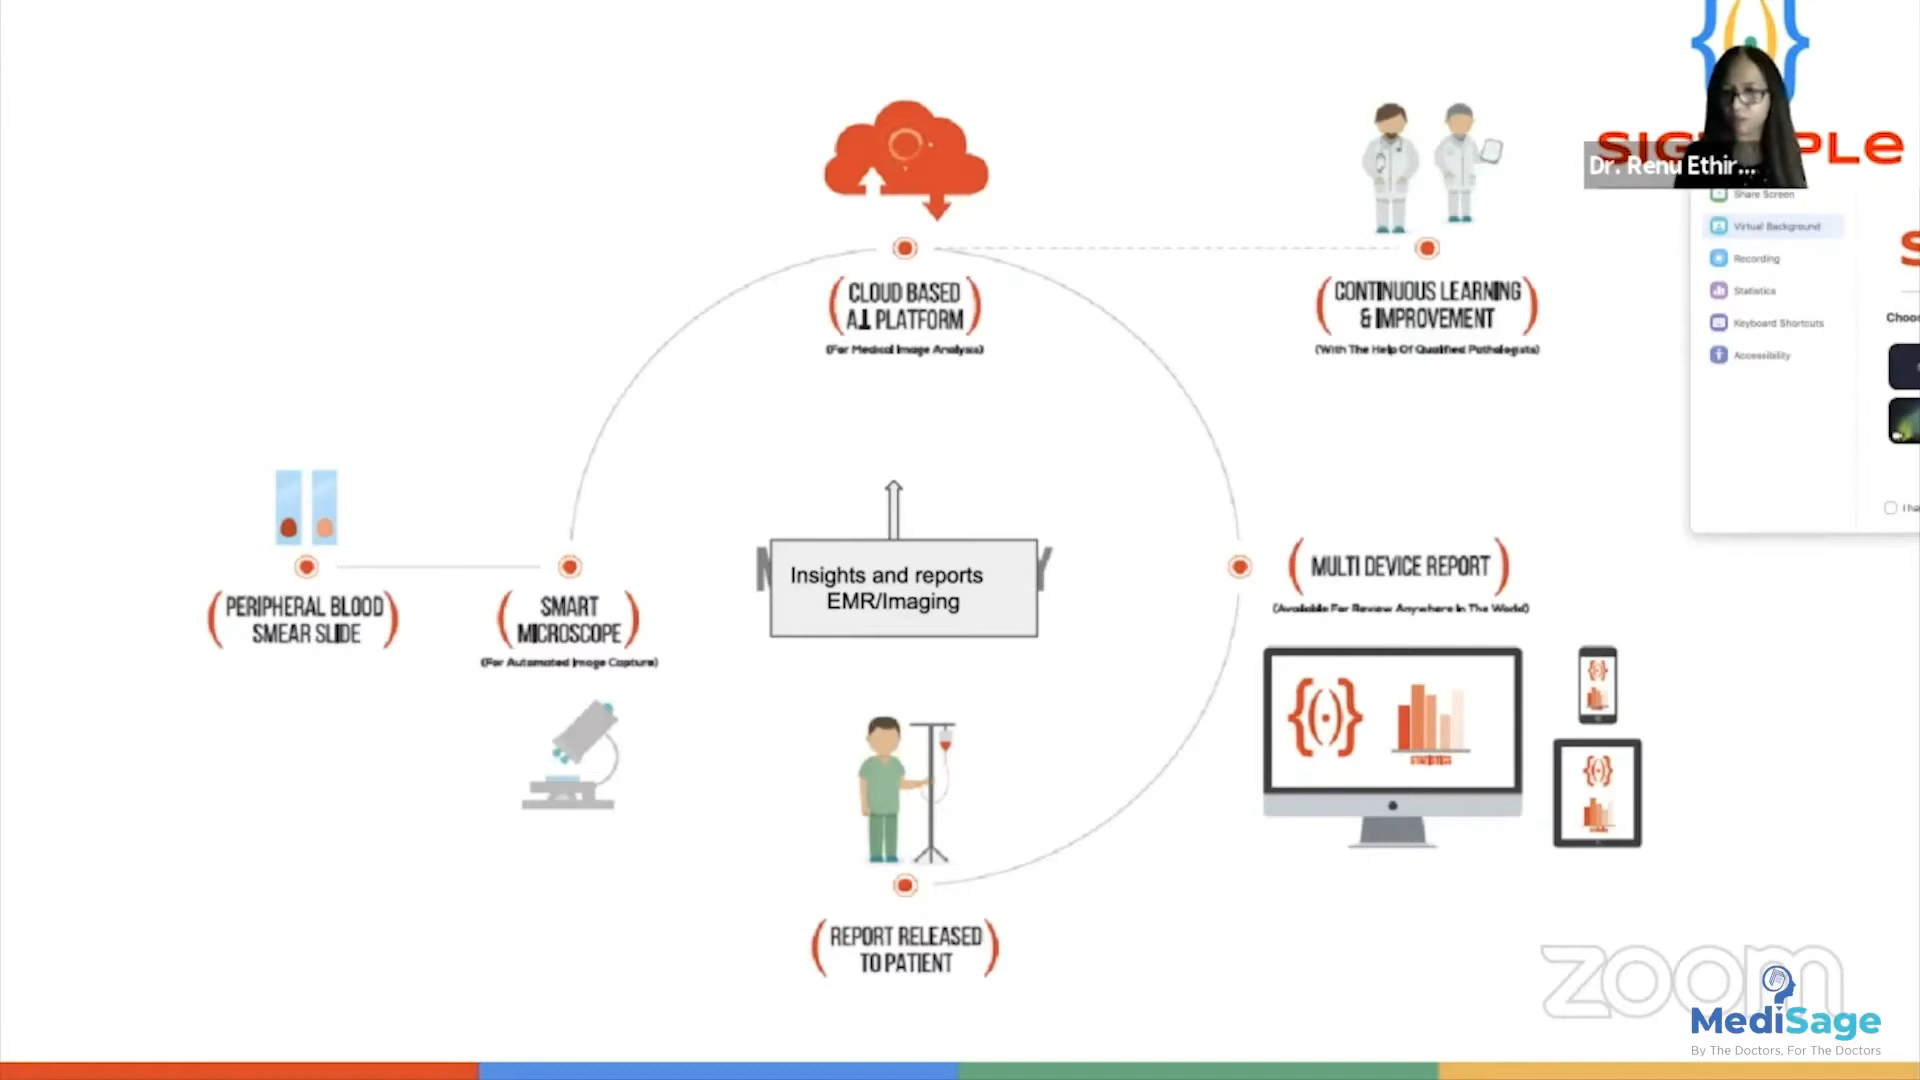 Dr. Renu Ethir...
Share Screen
Virtual Background
Recording
Statistics
Keyboard Shortcuts
Accessibility
CLOUD BASED
A.I. PLATFORM
(For Medical Image Analysis)
CONTINUOUS LEARNING
& IMPROVEMENT
(With The Help Of Qualified Pathologists)
PERIPHERAL BLOOD
SMEAR SLIDE
SMART
MICROSCOPE
(For Automated Image Capture)
Insights and reports
EMR/Imaging
MULTI DEVICE REPORT
(Available For Review Anywhere In The World)
STATISTICS
REPORT RELEASED
TO PATIENT
zoom
MediSage
By The Doctors, For The Doctors